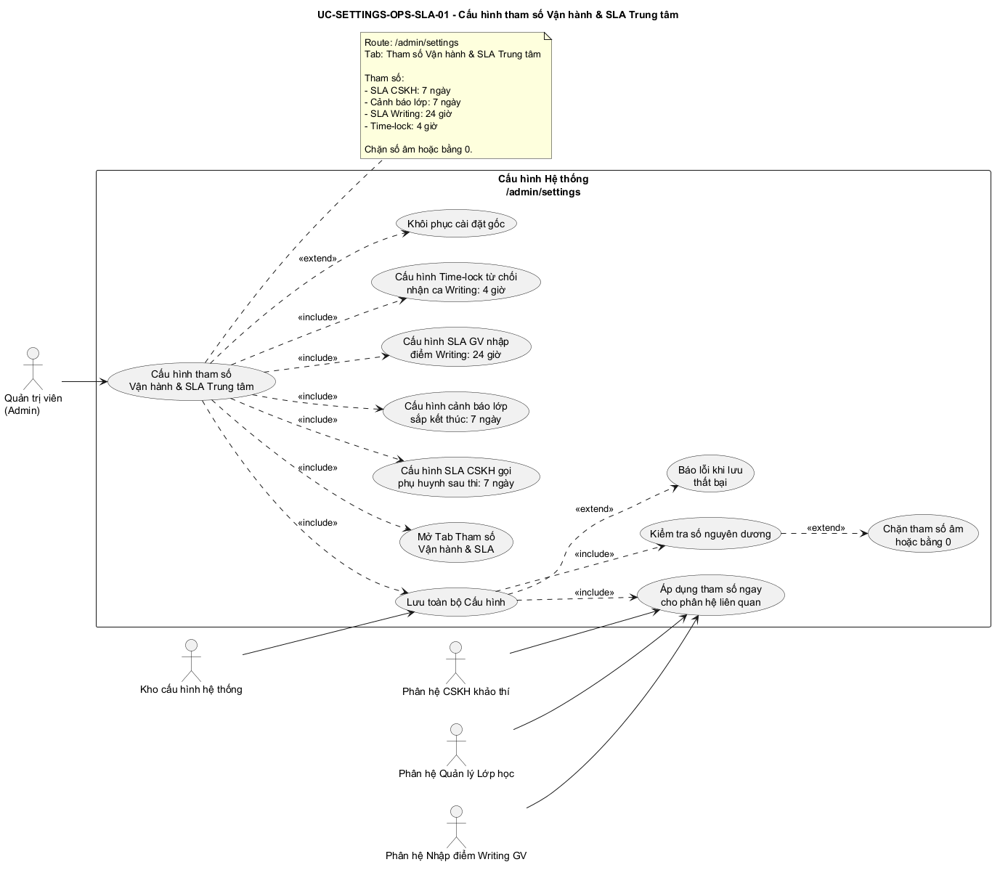 UC-SETTINGS-OPS-SLA-01 - Cấu hình tham số Vận hành & SLA Trung tâm
Route: /admin/settings
Tab: Tham số Vận hành & SLA Trung tâm
Tham số:
- SLA CSKH: 7 ngày
- Cảnh báo lớp: 7 ngày
- SLA Writing: 24 giờ
- Time-lock: 4 giờ
Chặn số âm hoặc bằng 0.
Cấu hình Hệ thống
/admin/settings
Khôi phục cài đặt gốc
«extend»
Cấu hình Time-lock từ chối
nhận ca Writing: 4 giờ
«include»
Cấu hình SLA GV nhập
điểm Writing: 24 giờ
«include»
Quản trị viên
(Admin)
Cấu hình tham số
Vận hành & SLA Trung tâm
«include»
Cấu hình cảnh báo lớp
sắp kết thúc: 7 ngày
«include»
Cấu hình SLA CSKH gọi
phụ huynh sau thi: 7 ngày
«include»
Báo lỗi khi lưu
thất bại
«extend»
«include»
Mở Tab Tham số
Vận hành & SLA
Kiểm tra số nguyên dương
«extend»
Chặn tham số âm
hoặc bằng 0
«include»
Lưu toàn bộ Cấu hình
«include»
Áp dụng tham số ngay
cho phân hệ liên quan
Kho cấu hình hệ thống
Phân hệ CSKH khảo thí
Phân hệ Quản lý Lớp học
Phân hệ Nhập điểm Writing GV